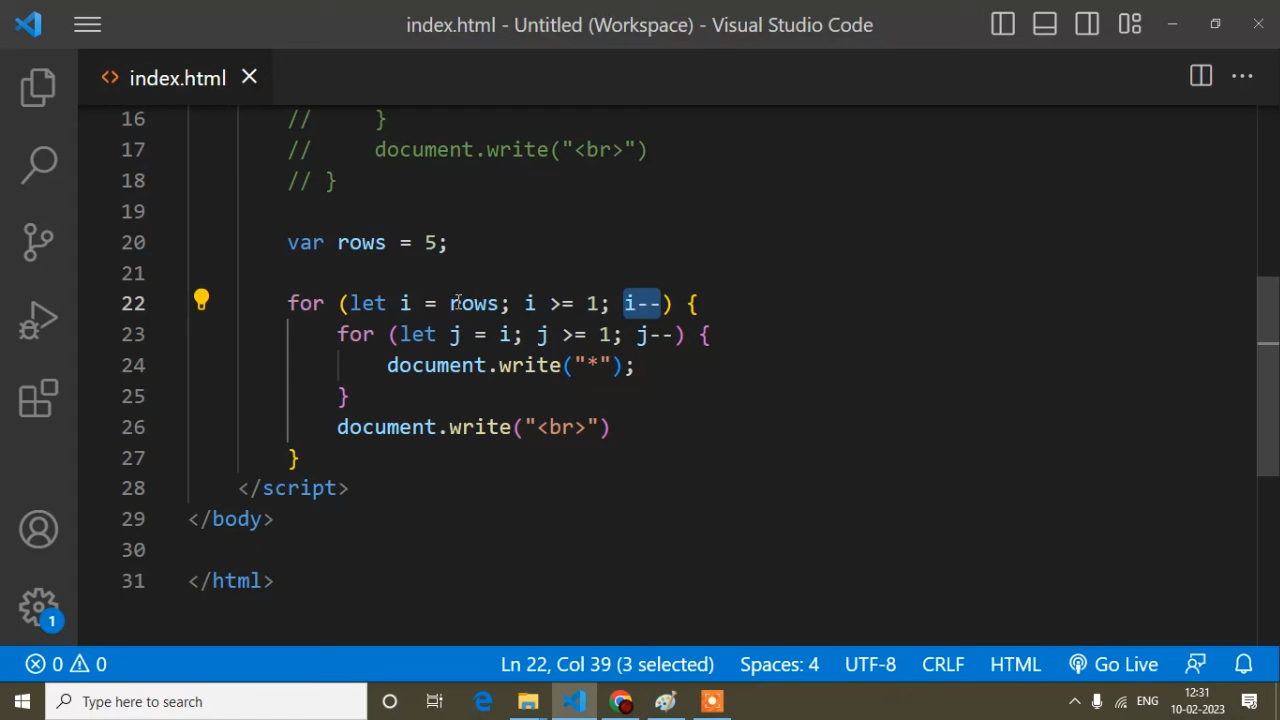 index.html - Untitled (Workspace) - Visual Studio Code
<> index.html
16 // }
17 // document.write("<br>")
18 // }
19
20 var rows = 5;
21
22 for (let i = rows; i >= 1; i--) {
23 for (let j = i; j >= 1; j--) {
24 document.write("*");
25 }
26 document.write("<br>")
27 }
28 </script>
29 </body>
30
31 </html>
1
0 0 Ln 22, Col 39 (3 selected) Spaces: 4 UTF-8 CRLF HTML Go Live
Type here to search ENG 12:31
10-02-2023